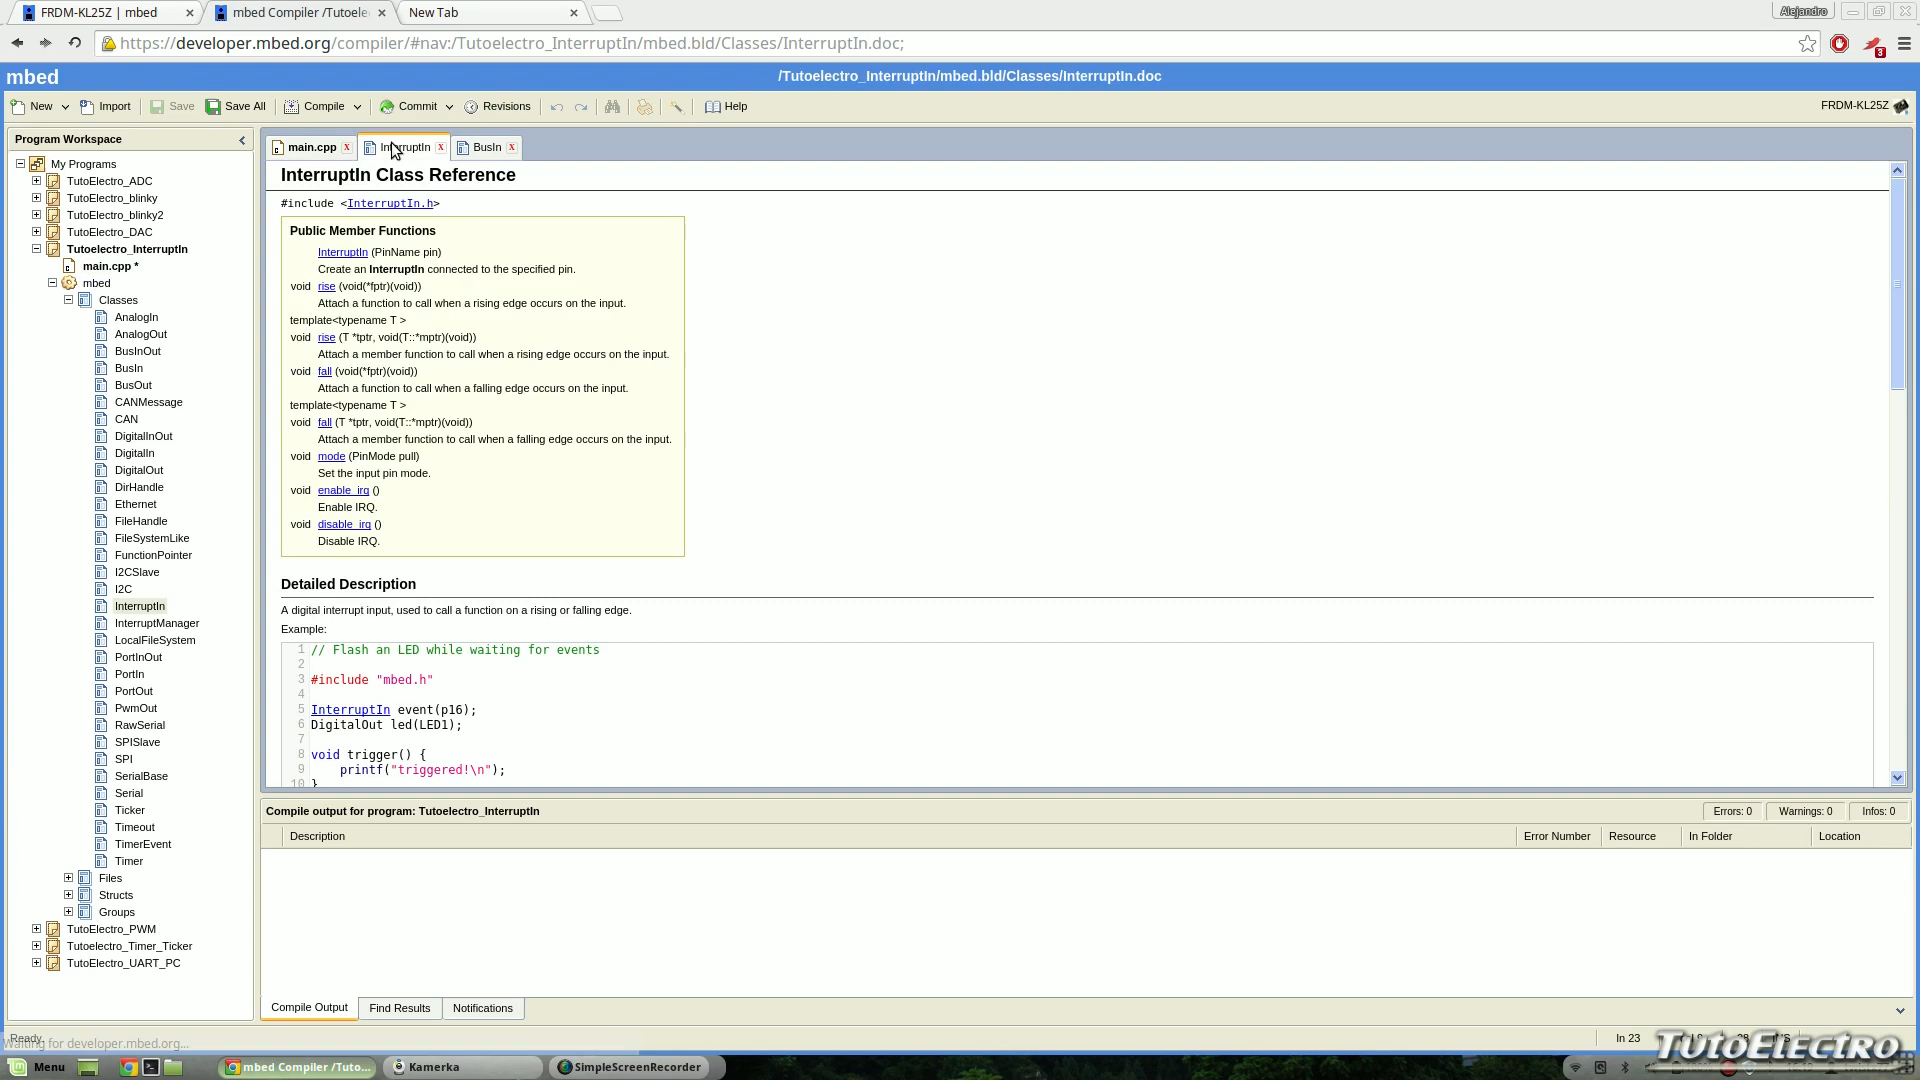 FRDM-KL25Z | mbed
mbed Compiler /Tutoele
New Tab
Alejandro
https://developer.mbed.org/compiler/#nav:/Tutoelectro_InterruptIn/mbed.bld/Classes/InterruptIn.doc;
3
mbed
/Tutoelectro_InterruptIn/mbed.bld/Classes/InterruptIn.doc
New
Import
Save
Save All
Compile
Commit
Revisions
Help
FRDM-KL25Z
Program Workspace
My Programs
TutoElectro_ADC
TutoElectro_blinky
TutoElectro_blinky2
TutoElectro_DAC
Tutoelectro_InterruptIn
main.cpp *
mbed
Classes
AnalogIn
AnalogOut
BusInOut
BusIn
BusOut
CANMessage
CAN
DigitalInOut
DigitalIn
DigitalOut
DirHandle
Ethernet
FileHandle
FileSystemLike
FunctionPointer
I2CSlave
I2C
InterruptIn
InterruptManager
LocalFileSystem
PortInOut
PortIn
PortOut
PwmOut
RawSerial
SPISlave
SPI
SerialBase
Serial
Ticker
Timeout
TimerEvent
Timer
Files
Structs
Groups
TutoElectro_PWM
Tutoelectro_Timer_Ticker
TutoElectro_UART_PC
main.cpp
InterruptIn
BusIn
InterruptIn Class Reference
#include <InterruptIn.h>
Public Member Functions
InterruptIn (PinName pin)
Create an InterruptIn connected to the specified pin.
void rise (void(*fptr)(void))
Attach a function to call when a rising edge occurs on the input.
template<typename T >
void rise (T *tptr, void(T::*mptr)(void))
Attach a member function to call when a rising edge occurs on the input.
void fall (void(*fptr)(void))
Attach a function to call when a falling edge occurs on the input.
template<typename T >
void fall (T *tptr, void(T::*mptr)(void))
Attach a member function to call when a falling edge occurs on the input.
void mode (PinMode pull)
Set the input pin mode.
void enable_irq ()
Enable IRQ.
void disable_irq ()
Disable IRQ.
Detailed Description
A digital interrupt input, used to call a function on a rising or falling edge.
Example:
1 // Flash an LED while waiting for events
2
3 #include "mbed.h"
4
5 InterruptIn event(p16);
6 DigitalOut led(LED1);
7
8 void trigger() {
9 printf("triggered!\n");
10 }
Compile output for program: Tutoelectro_InterruptIn
Errors: 0
Warnings: 0
Infos: 0
Description
Error Number
Resource
In Folder
Location
Compile Output
Find Results
Notifications
Ready.
Waiting for developer.mbed.org...
ln 23
TutoElectro
Menu
mbed Compiler /Tuto...
Kamerka
SimpleScreenRecorder